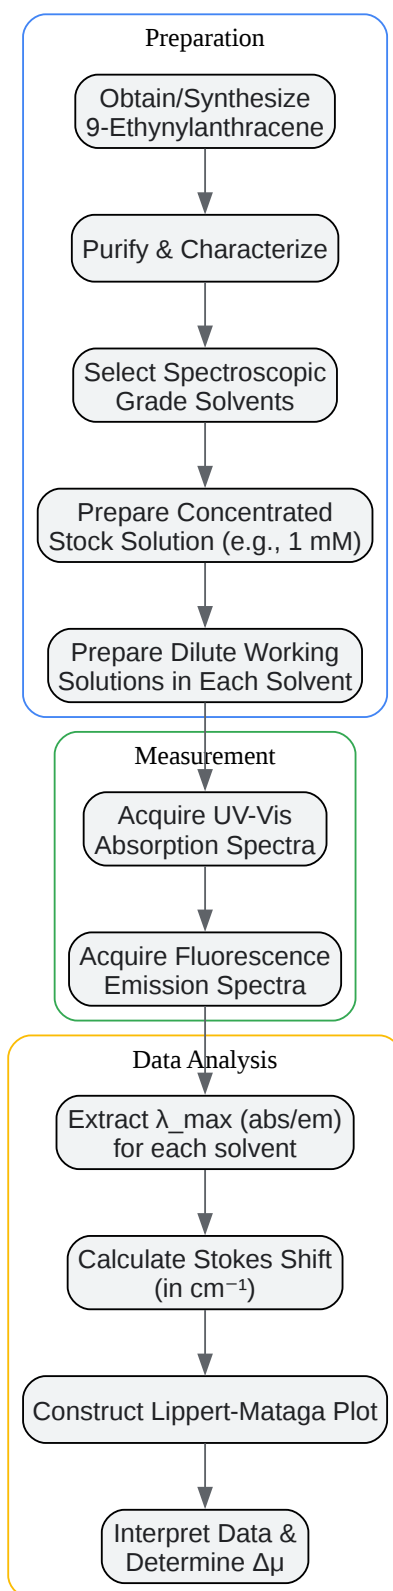 Preparation
Obtain/Synthesize
9-Ethynylanthracene
Purify & Characterize
Select Spectroscopic
Grade Solvents
Prepare Concentrated
Stock Solution (e.g., 1 mM)
Prepare Dilute Working
Solutions in Each Solvent
Measurement
Acquire UV-Vis
Absorption Spectra
Acquire Fluorescence
Emission Spectra
Data Analysis
Extract λ_max (abs/em)
for each solvent
Calculate Stokes Shift
(in cm⁻¹)
Construct Lippert-Mataga Plot
Interpret Data &
Determine Δμ